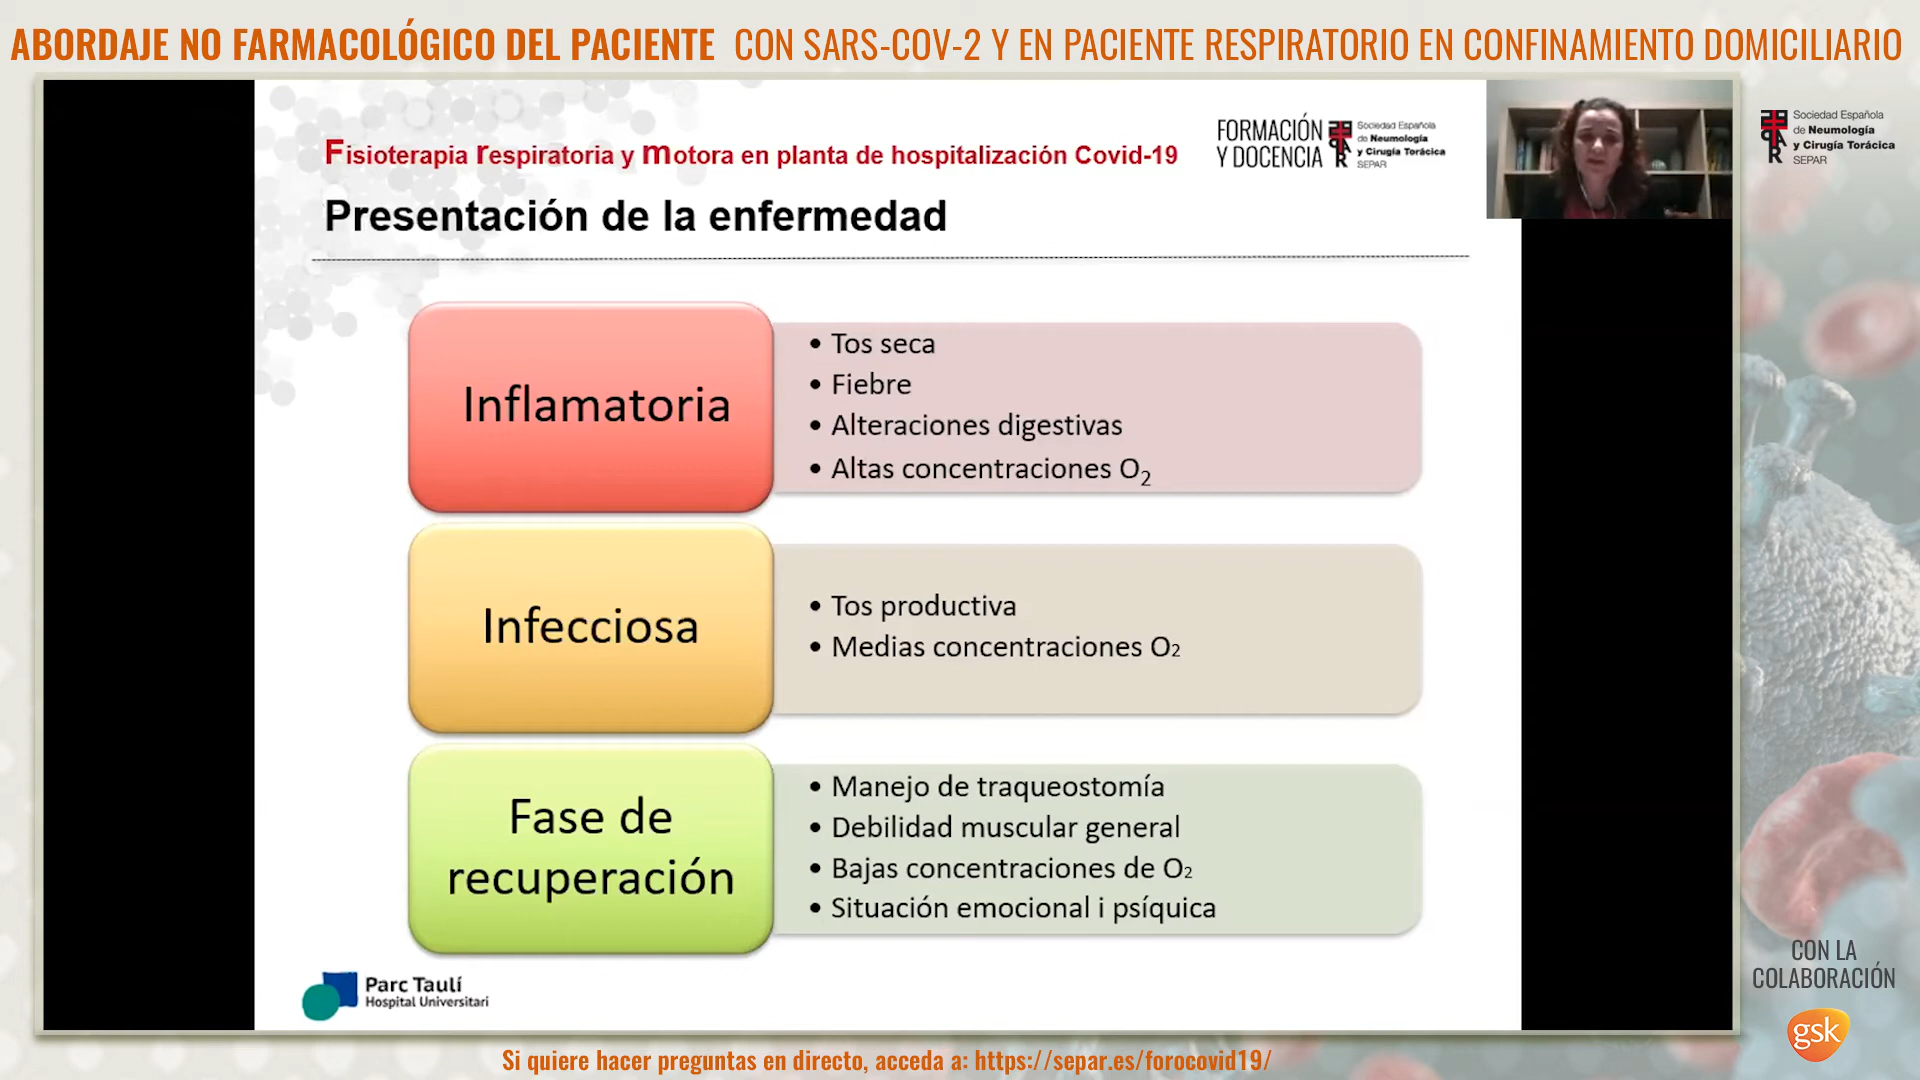 ABORDAJE NO FARMACOLÓGICO DEL PACIENTE CON SARS-COV-2 Y EN PACIENTE RESPIRATORIO EN CONFINAMIENTO DOMICILIARIO
Fisioterapia respiratoria y motora en planta de hospitalización Covid-19
FORMACIÓN
Y DOCENCIA
Sociedad Española
de Neumología
y Cirugía Torácica
SEPAR
Sociedad Española
de Neumología
y Cirugía Torácica
SEPAR
Presentación de la enfermedad
Inflamatoria
• Tos seca
• Fiebre
• Alteraciones digestivas
• Altas concentraciones O2
Infecciosa
• Tos productiva
• Medias concentraciones O2
Fase de
recuperación
• Manejo de traqueostomía
• Debilidad muscular general
• Bajas concentraciones de O2
• Situación emocional i psíquica
Parc Taulí
Hospital Universitari
CON LA
COLABORACIÓN
gsk
Si quiere hacer preguntas en directo, acceda a: https://separ.es/forocovid19/